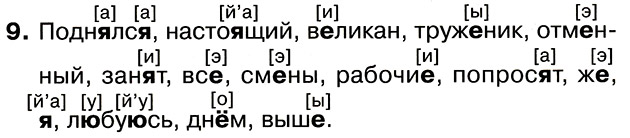 [а] [а] [й'а] [и] [ы] [э]
9. Поднялся, настоящий, великан, труженик, отмен-
[и] [э] [э] [и] [а] [э]
ный, занят, все, смены, рабочие, попросят, же,
[й'а] [у] [й'у] [о] [ы]
я, любуюсь, днём, выше.